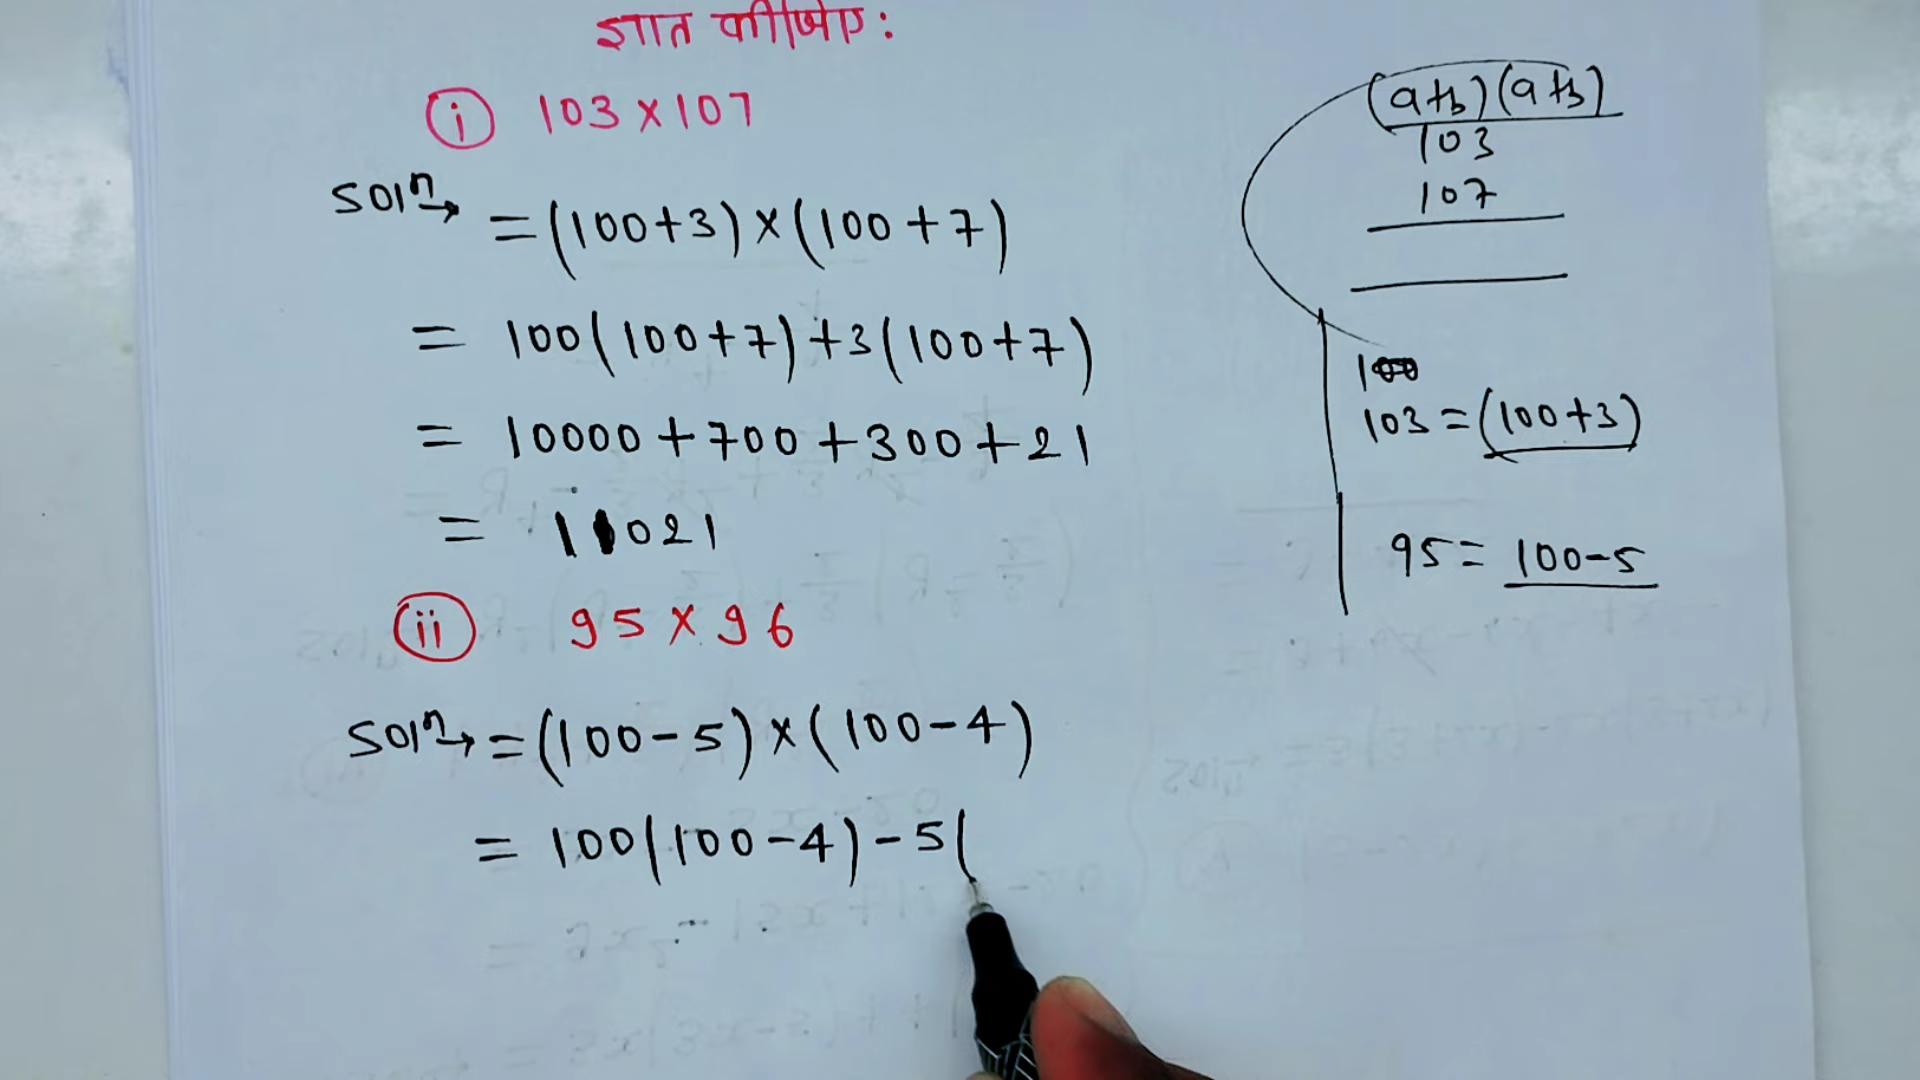 ज्ञात कीजिए:
(i) 103 × 107
Solⁿ→ = (100+3) × (100+7)
= 100(100+7)+3(100+7)
= 10000+700+300+21
= 11021
(ii) 95 × 96
Solⁿ→ = (100-5) × (100-4)
= 100(100-4)-5(
(a+b)(a+b)
103
107
100
103 = (100+3)
95 = 100-5